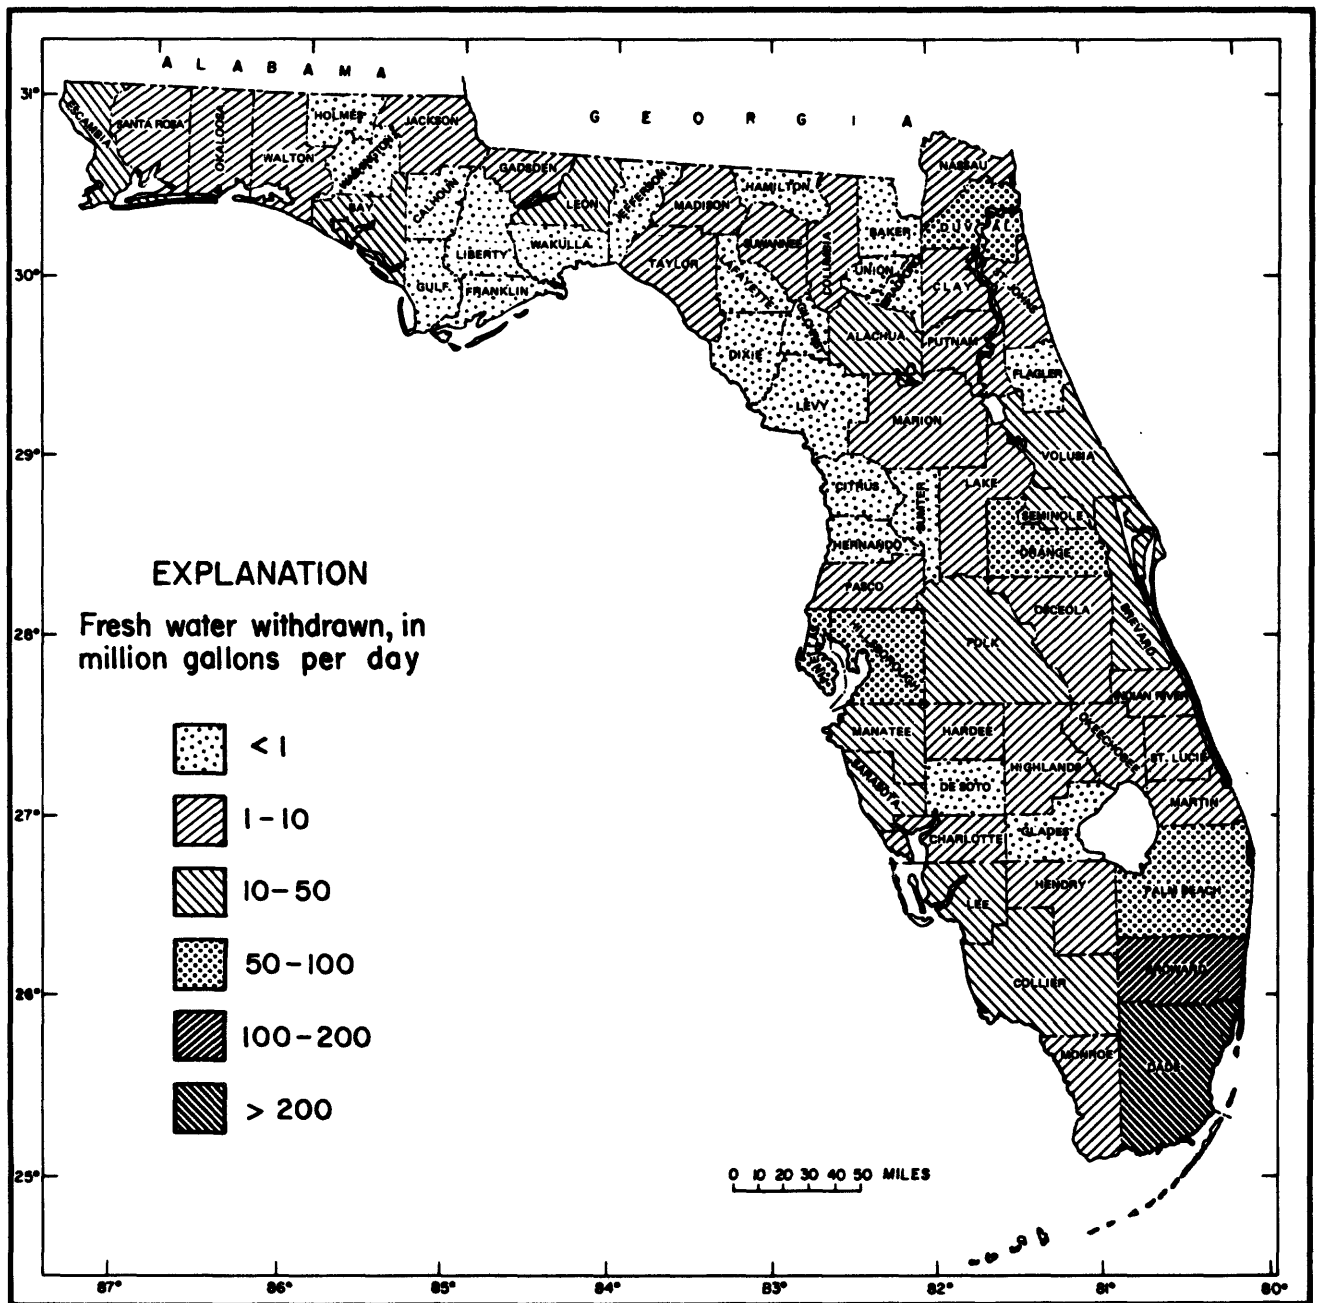 A L A B A M A
G E O R G I A
31°
30°
29°
28°
27°
26°
25°
ESCAMBIA
SANTA ROSA
OKALOOSA
WALTON
HOLMES
WASHINGTON
JACKSON
BAY
CALHOUN
GULF
LIBERTY
FRANKLIN
GADSDEN
LEON
WAKULLA
JEFFERSON
MADISON
TAYLOR
HAMILTON
SUWANNEE
LAFAYETTE
DIXIE
COLUMBIA
GILCHRIST
LEVY
BAKER
UNION
ALACHUA
NASSAU
DUVAL
CLAY
ST. JOHNS
PUTNAM
FLAGLER
MARION
VOLUSIA
CITRUS
SUMTER
LAKE
SEMINOLE
ORANGE
HERNANDO
PASCO
OSCEOLA
BREVARD
HILLSBOROUGH
POLK
INDIAN RIVER
MANATEE
HARDEE
OKEECHOBEE
HIGHLANDS
ST. LUCIE
SARASOTA
DE SOTO
MARTIN
CHARLOTTE
GLADES
LEE
HENDRY
PALM BEACH
BROWARD
COLLIER
MONROE
DADE
EXPLANATION
Fresh water withdrawn, in
million gallons per day
< 1
1-10
10-50
50-100
100-200
> 200
0 10 20 30 40 50 MILES
87° 86° 85° 84° 83° 82° 81° 80°